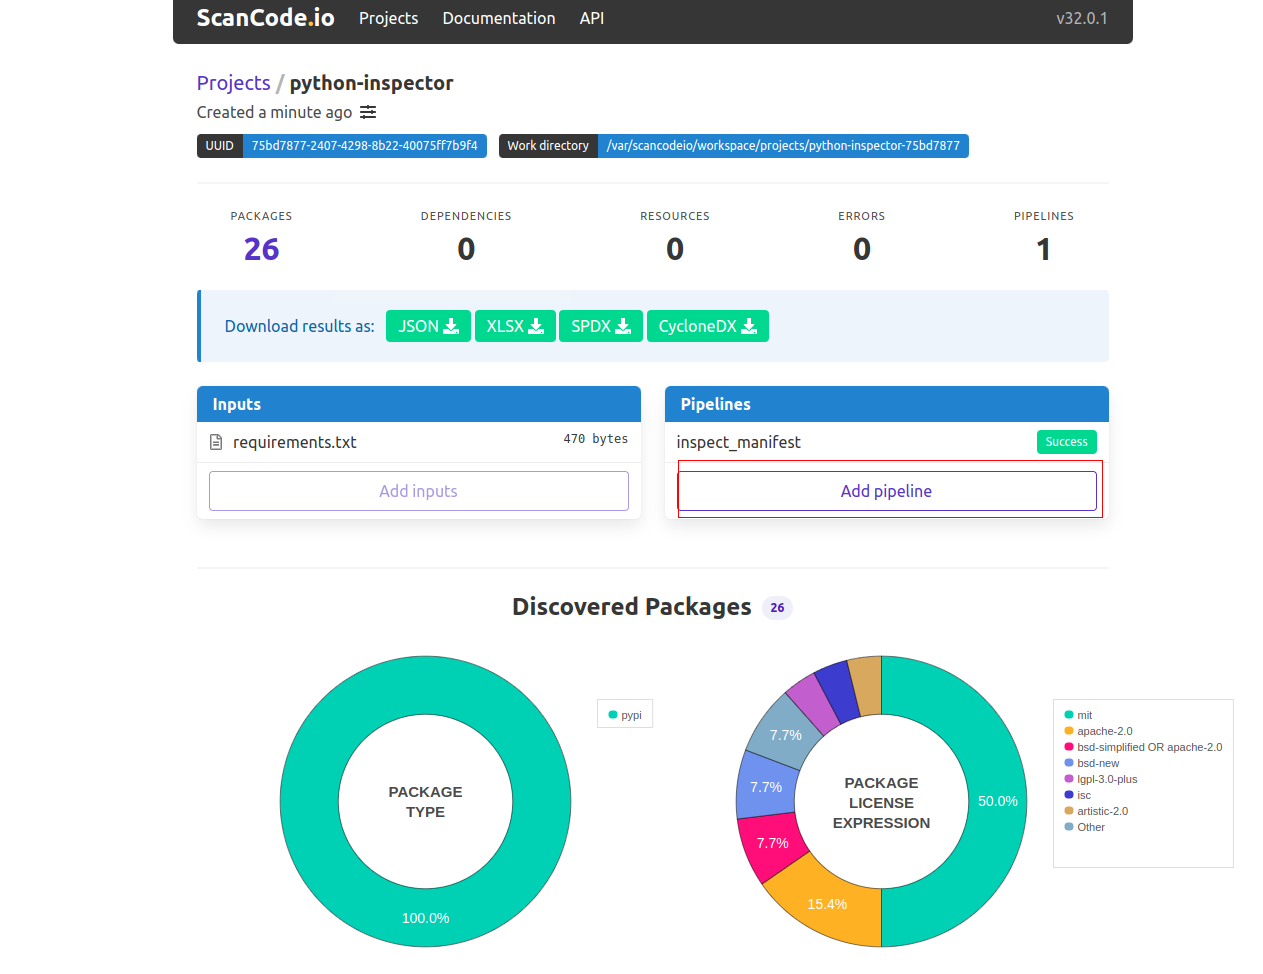 ScanCode.io Projects Documentation API v32.0.1
Projects / python-inspector
Created a minute ago
UUID 75bd7877-2407-4298-8b22-40075ff7b9f4 Work directory /var/scancodeio/workspace/projects/python-inspector-75bd7877
PACKAGES DEPENDENCIES RESOURCES ERRORS PIPELINES
26 0 0 0 1
Download results as: JSON XLSX SPDX CycloneDX
Inputs
requirements.txt 470 bytes
Add inputs
Pipelines
inspect_manifest Success
Add pipeline
Discovered Packages 26
PACKAGE
TYPE
100.0%
pypi
PACKAGE
LICENSE
EXPRESSION
50.0%
15.4%
7.7%
7.7%
7.7%
mit
apache-2.0
bsd-simplified OR apache-2.0
bsd-new
lgpl-3.0-plus
isc
artistic-2.0
Other